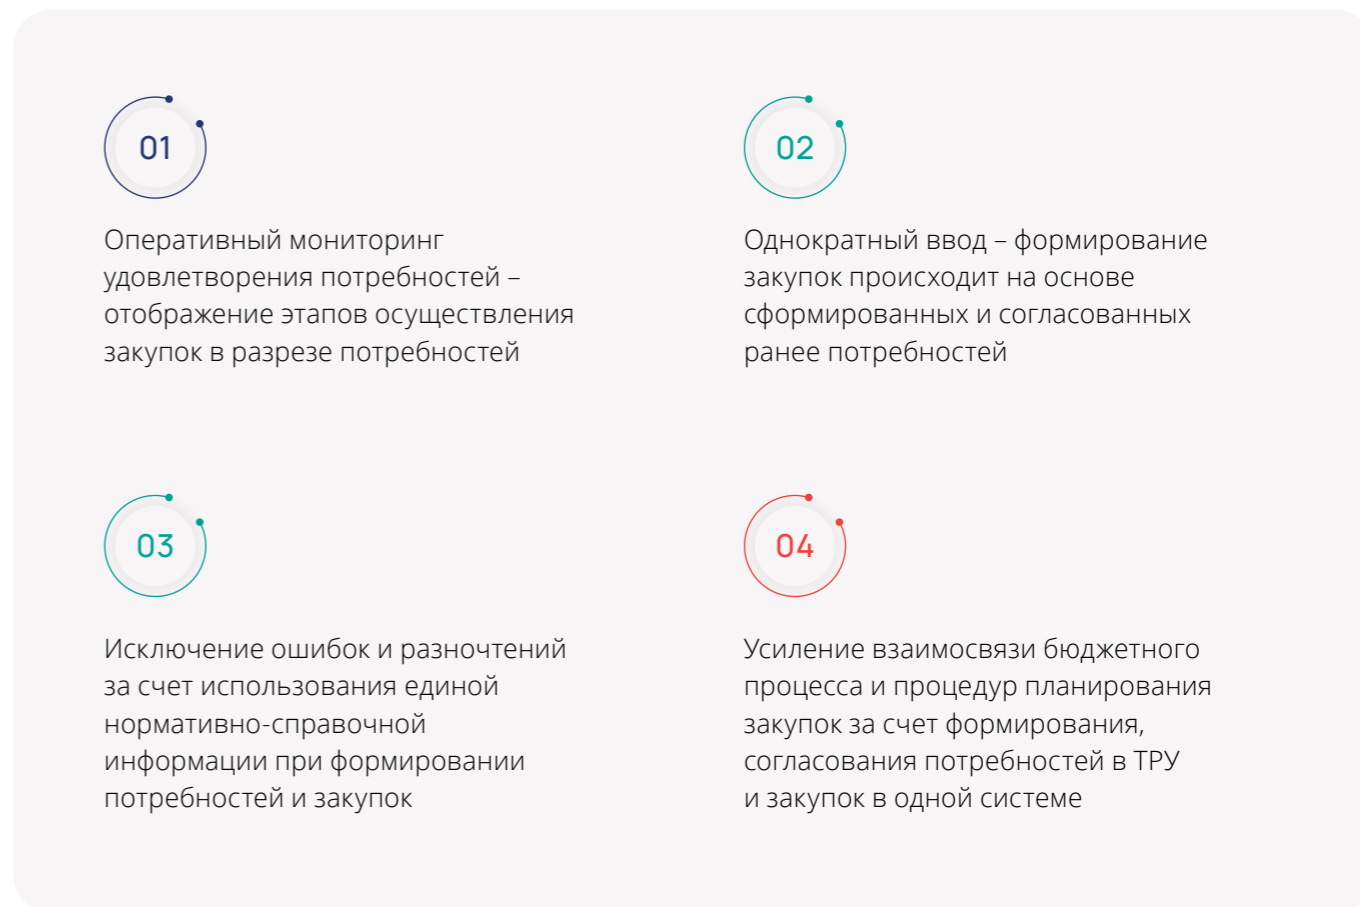 01
Оперативный мониторинг
удовлетворения потребностей –
отображение этапов осуществления
закупок в разрезе потребностей
02
Однократный ввод – формирование
закупок происходит на основе
сформированных и согласованных
ранее потребностей
03
Исключение ошибок и разночтений
за счет использования единой
нормативно-справочной
информации при формировании
потребностей и закупок
04
Усиление взаимосвязи бюджетного
процесса и процедур планирования
закупок за счет формирования,
согласования потребностей в ТРУ
и закупок в одной системе